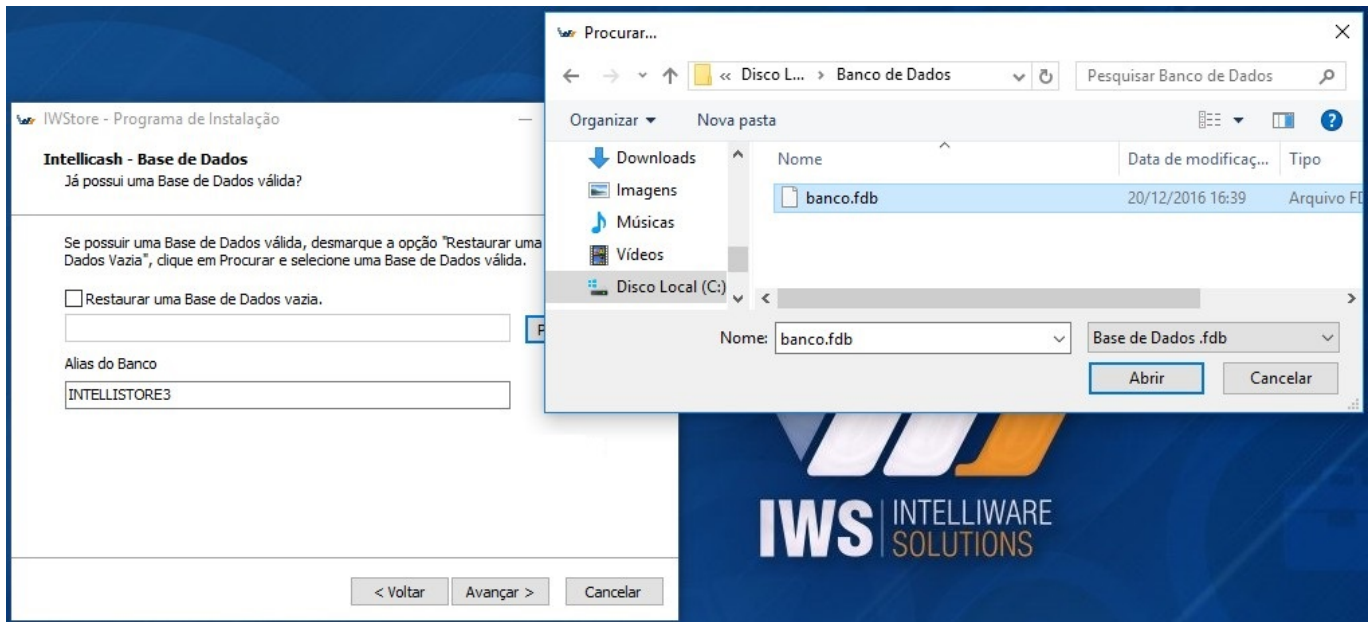 Procurar...
« Disco L... › Banco de Dados
Pesquisar Banco de Dados
Organizar
Nova pasta
Downloads
Imagens
Músicas
Vídeos
Disco Local (C:)
Nome
Data de modificaç...
Tipo
banco.fdb
20/12/2016 16:39
Arquivo
Nome:
banco.fdb
Base de Dados .fdb
Abrir
Cancelar
IWStore - Programa de Instalação
Intellicash - Base de Dados
Já possui uma Base de Dados válida?
Se possuir uma Base de Dados válida, desmarque a opção "Restaurar uma
Dados Vazia", clique em Procurar e selecione uma Base de Dados válida.
Restaurar uma Base de Dados vazia.
Alias do Banco
INTELLISTORE3
< Voltar
Avançar >
Cancelar
IWS
INTELLIWARE
SOLUTIONS